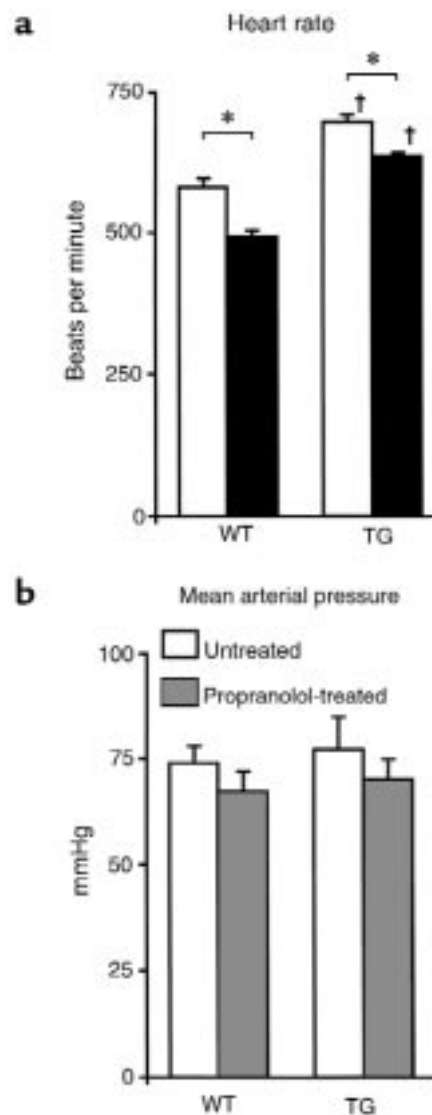 a
Heart rate
*
*
†
†
750
500
250
0
Beats per minute
WT
TG
b
Mean arterial pressure
Untreated
Propranolol-treated
100
75
50
25
0
mmHg
WT
TG